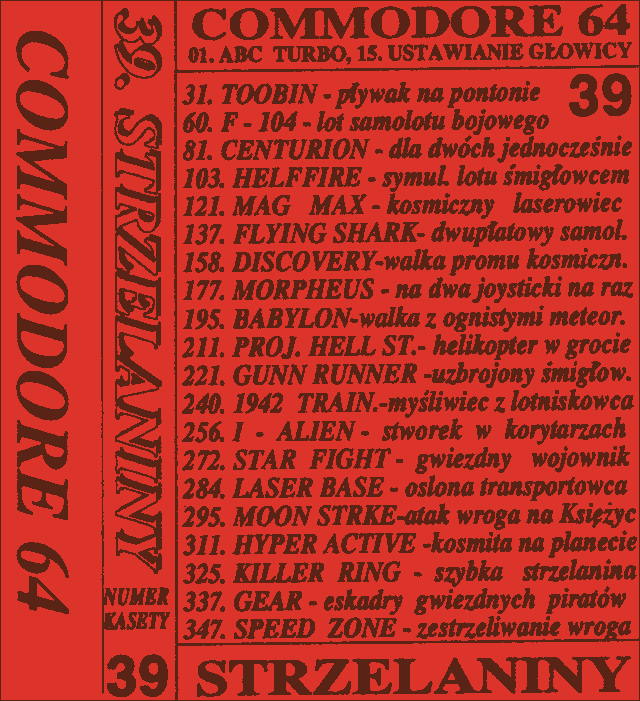 COMMODORE 64
39. STRZELANINY
NUMER
KASETY
39
COMMODORE 64
01. ABC TURBO, 15. USTAWIANIE GŁOWICY
39
31. TOOBIN - pływak na pontonie
60. F - 104 - lot samolotu bojowego
81. CENTURION - dla dwóch jednocześnie
103. HELFFIRE - symul. lotu śmigłowcem
121. MAG MAX - kosmiczny laserowiec
137. FLYING SHARK- dwupłatowy samol.
158. DISCOVERY-walka promu kosmiczn.
177. MORPHEUS - na dwa joysticki na raz
195. BABYLON-walka z ognistymi meteor.
211. PROJ. HELL ST.- helikopter w grocie
221. GUNN RUNNER -uzbrojony śmigłow.
240. 1942 TRAIN.-myśliwiec z lotniskowca
256. I - ALIEN - stworek w korytarzach
272. STAR FIGHT - gwiezdny wojownik
284. LASER BASE - oslona transportowca
295. MOON STRKE-atak wroga na Księżyc
311. HYPER ACTIVE -kosmita na planecie
325. KILLER RING - szybka strzelanina
337. GEAR - eskadry gwiezdnych piratów
347. SPEED ZONE - zestrzeliwanie wroga
STRZELANINY